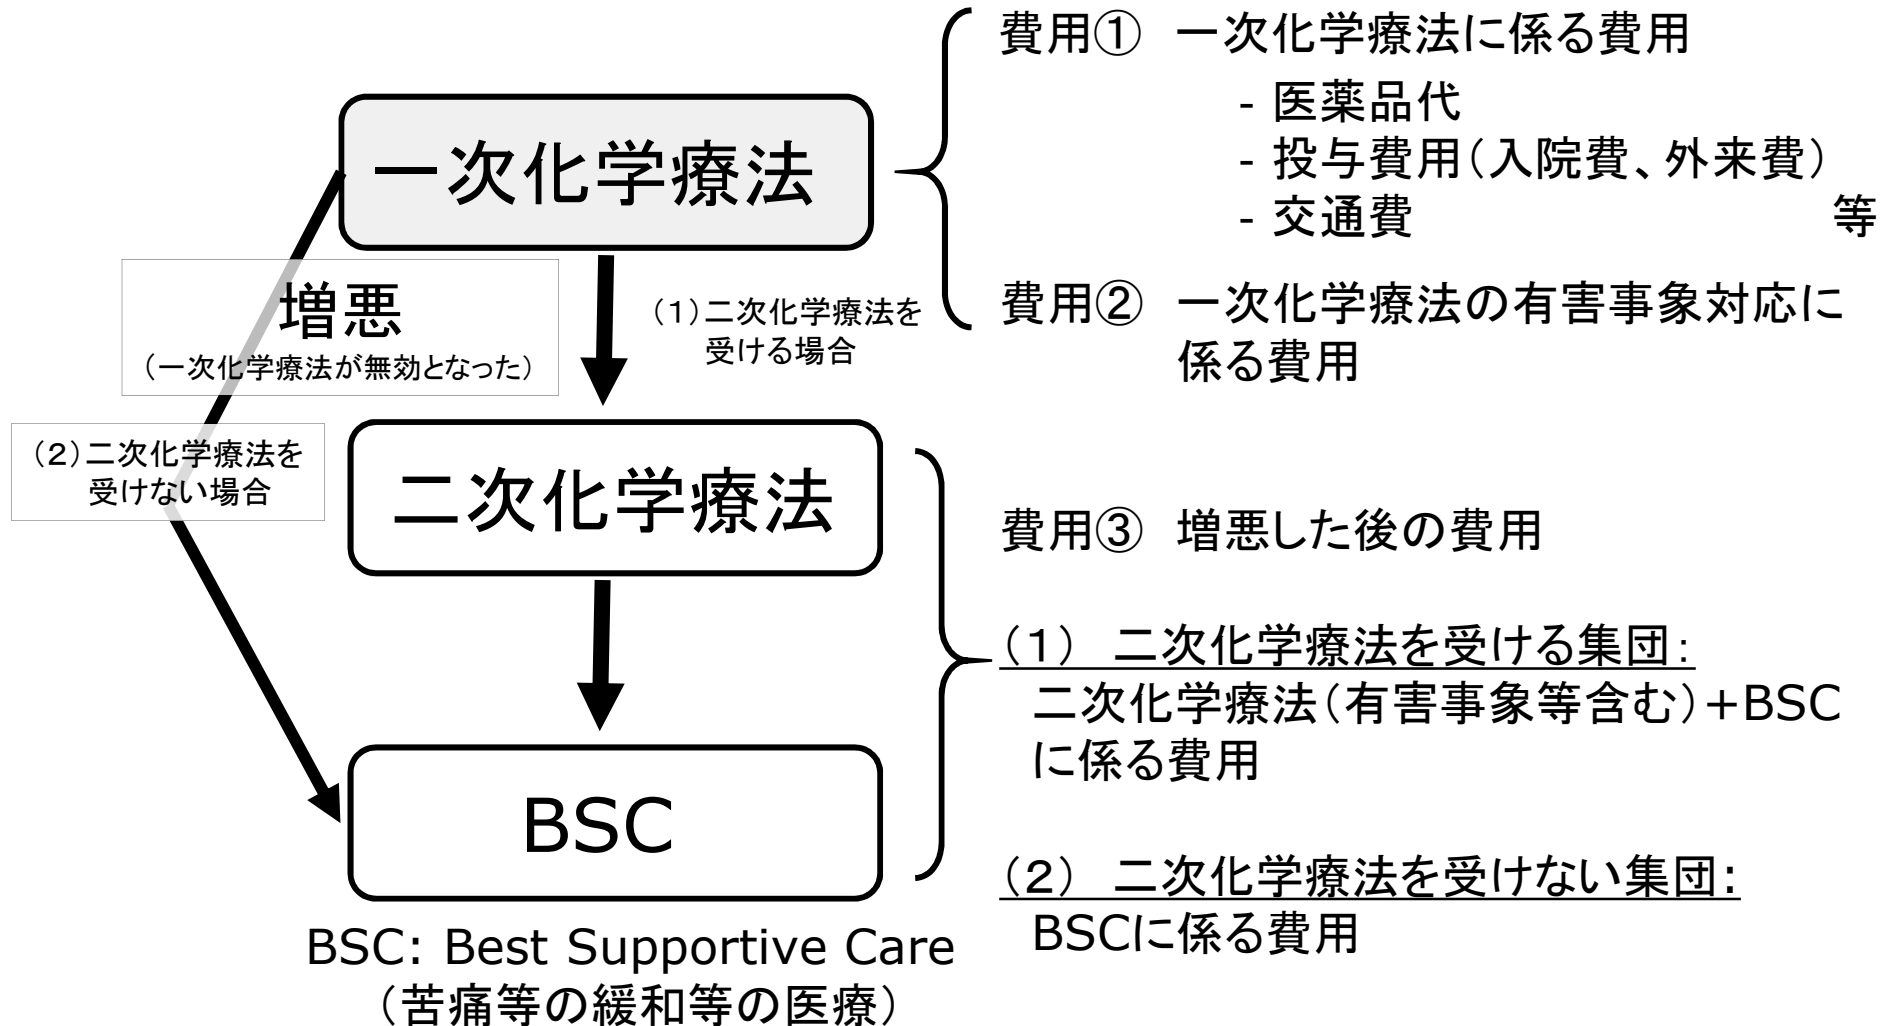 一次化学療法
増悪
（一次化学療法が無効となった）
（1）二次化学療法を
受ける場合
（2）二次化学療法を
受けない場合
二次化学療法
BSC
BSC: Best Supportive Care
（苦痛等の緩和等の医療）
費用①　一次化学療法に係る費用
- 医薬品代
- 投与費用（入院費、外来費）
- 交通費　等
費用②　一次化学療法の有害事象対応に
係る費用
費用③　増悪した後の費用
（1）　二次化学療法を受ける集団：
二次化学療法（有害事象等含む）+BSC
に係る費用
（2）　二次化学療法を受けない集団：
BSCに係る費用